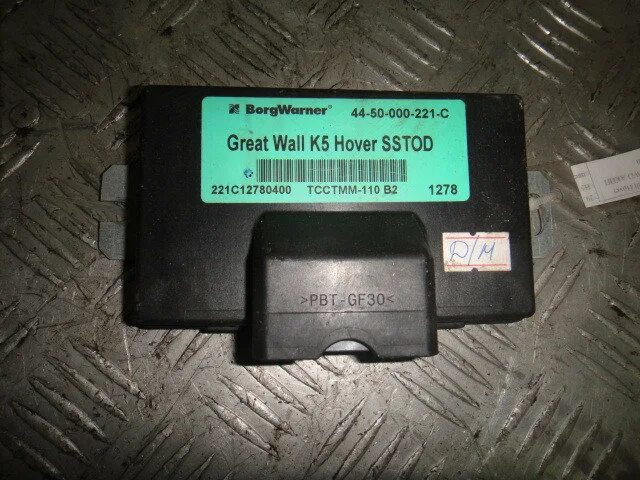 BorgWarner® 44-50-000-221-C
Great Wall K5 Hover SSTOD
221C12780400 TCCTMM-110 B2 1278
D/M
>PBT-GF30<